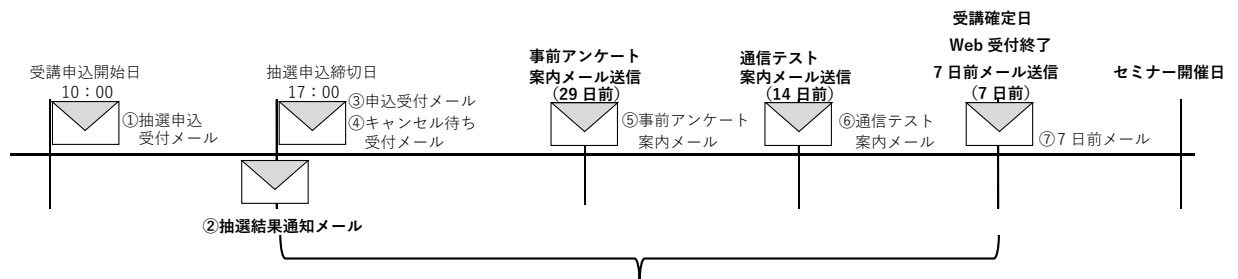 受講申込開始日
10：00
①抽選申込
受付メール
抽選申込締切日
17：00
③申込受付メール
④キャンセル待ち
受付メール
②抽選結果通知メール
事前アンケート
案内メール送信
（29 日前）
⑤事前アンケート
案内メール
通信テスト
案内メール送信
（14 日前）
⑥通信テスト
案内メール
受講確定日
Web 受付終了
7 日前メール送信
（7 日前）
⑦7 日前メール
セミナー開催日